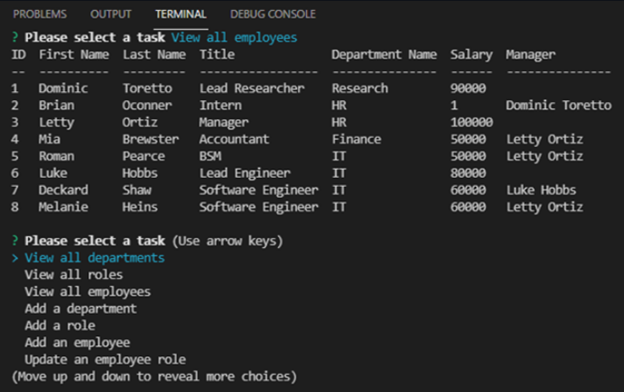 PROBLEMS OUTPUT TERMINAL DEBUG CONSOLE
? Please select a task View all employees
ID  First Name  Last Name  Title              Department Name  Salary  Manager
--  ----------  ---------  -----------------  ---------------  ------  ---------------
1   Dominic     Toretto    Lead Researcher    Research         90000
2   Brian       Oconner    Intern             HR               1       Dominic Toretto
3   Letty       Ortiz      Manager            HR               100000
4   Mia         Brewster   Accountant         Finance          50000   Letty Ortiz
5   Roman       Pearce     BSM                IT               50000   Letty Ortiz
6   Luke        Hobbs      Lead Engineer      IT               80000
7   Deckard     Shaw       Software Engineer  IT               60000   Luke Hobbs
8   Melanie     Heins      Software Engineer  IT               60000   Letty Ortiz
? Please select a task (Use arrow keys)
> View all departments
View all roles
View all employees
Add a department
Add a role
Add an employee
Update an employee role
(Move up and down to reveal more choices)